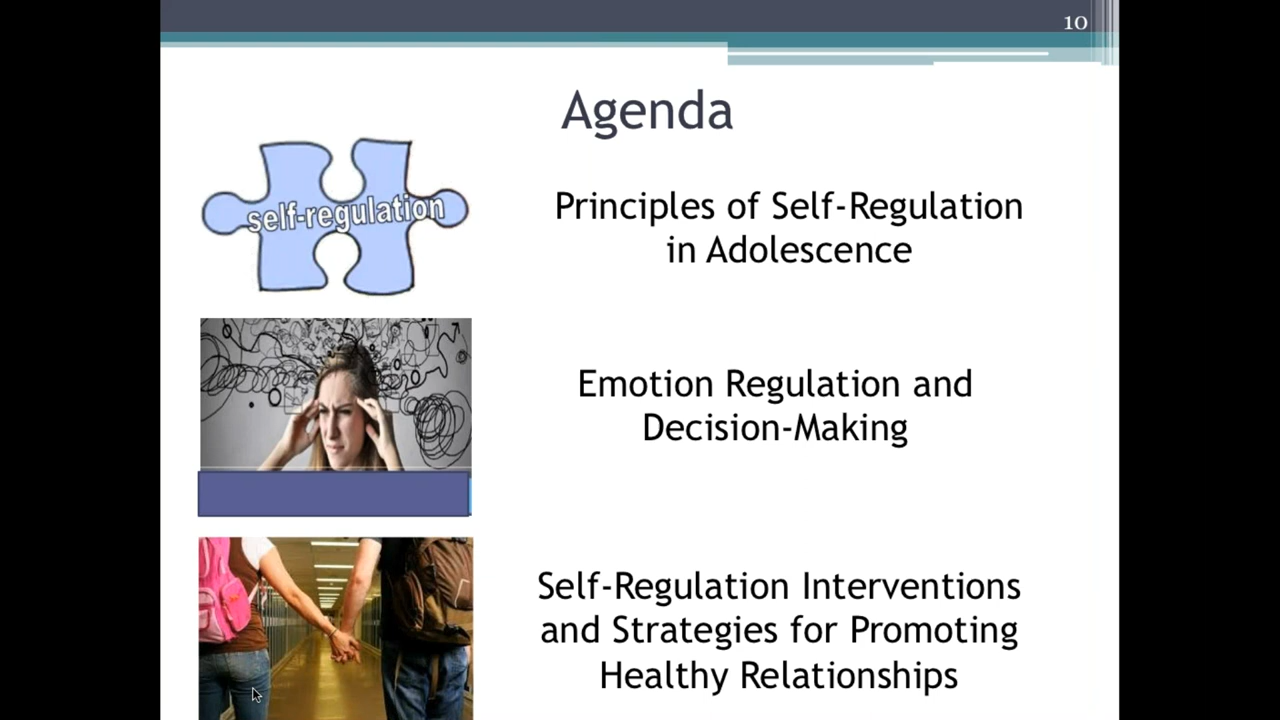 10
Agenda
self-regulation
Principles of Self-Regulation
in Adolescence
Emotion Regulation and
Decision-Making
Self-Regulation Interventions
and Strategies for Promoting
Healthy Relationships